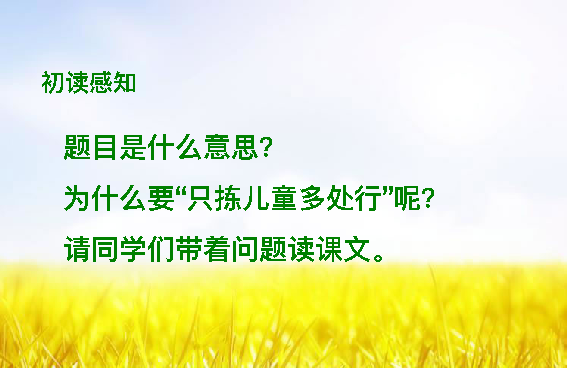 初读感知
题目是什么意思?
为什么要“只拣儿童多处行”呢?
请同学们带着问题读课文。